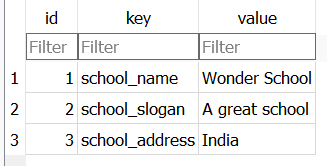 id key value
Filter Filter Filter
1 1 school_name Wonder School
2 2 school_slogan A great school
3 3 school_address India